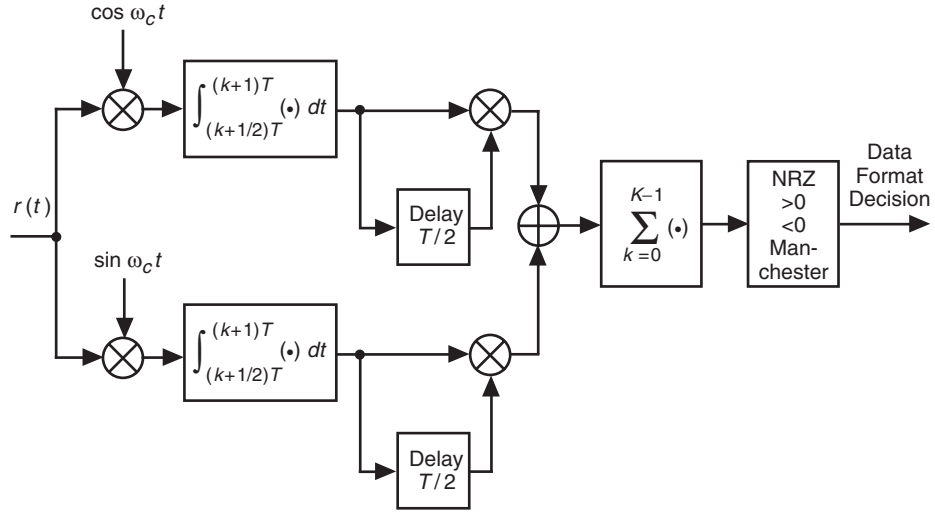 cos ω_c t
∫_{(k+1/2)T}^{(k+1)T} (•) dt
Delay
T/2
r(t)
sin ω_c t
∫_{(k+1/2)T}^{(k+1)T} (•) dt
Delay
T/2
K–1
∑ (•)
k=0
NRZ
>0
<0
Man-
chester
Data
Format
Decision